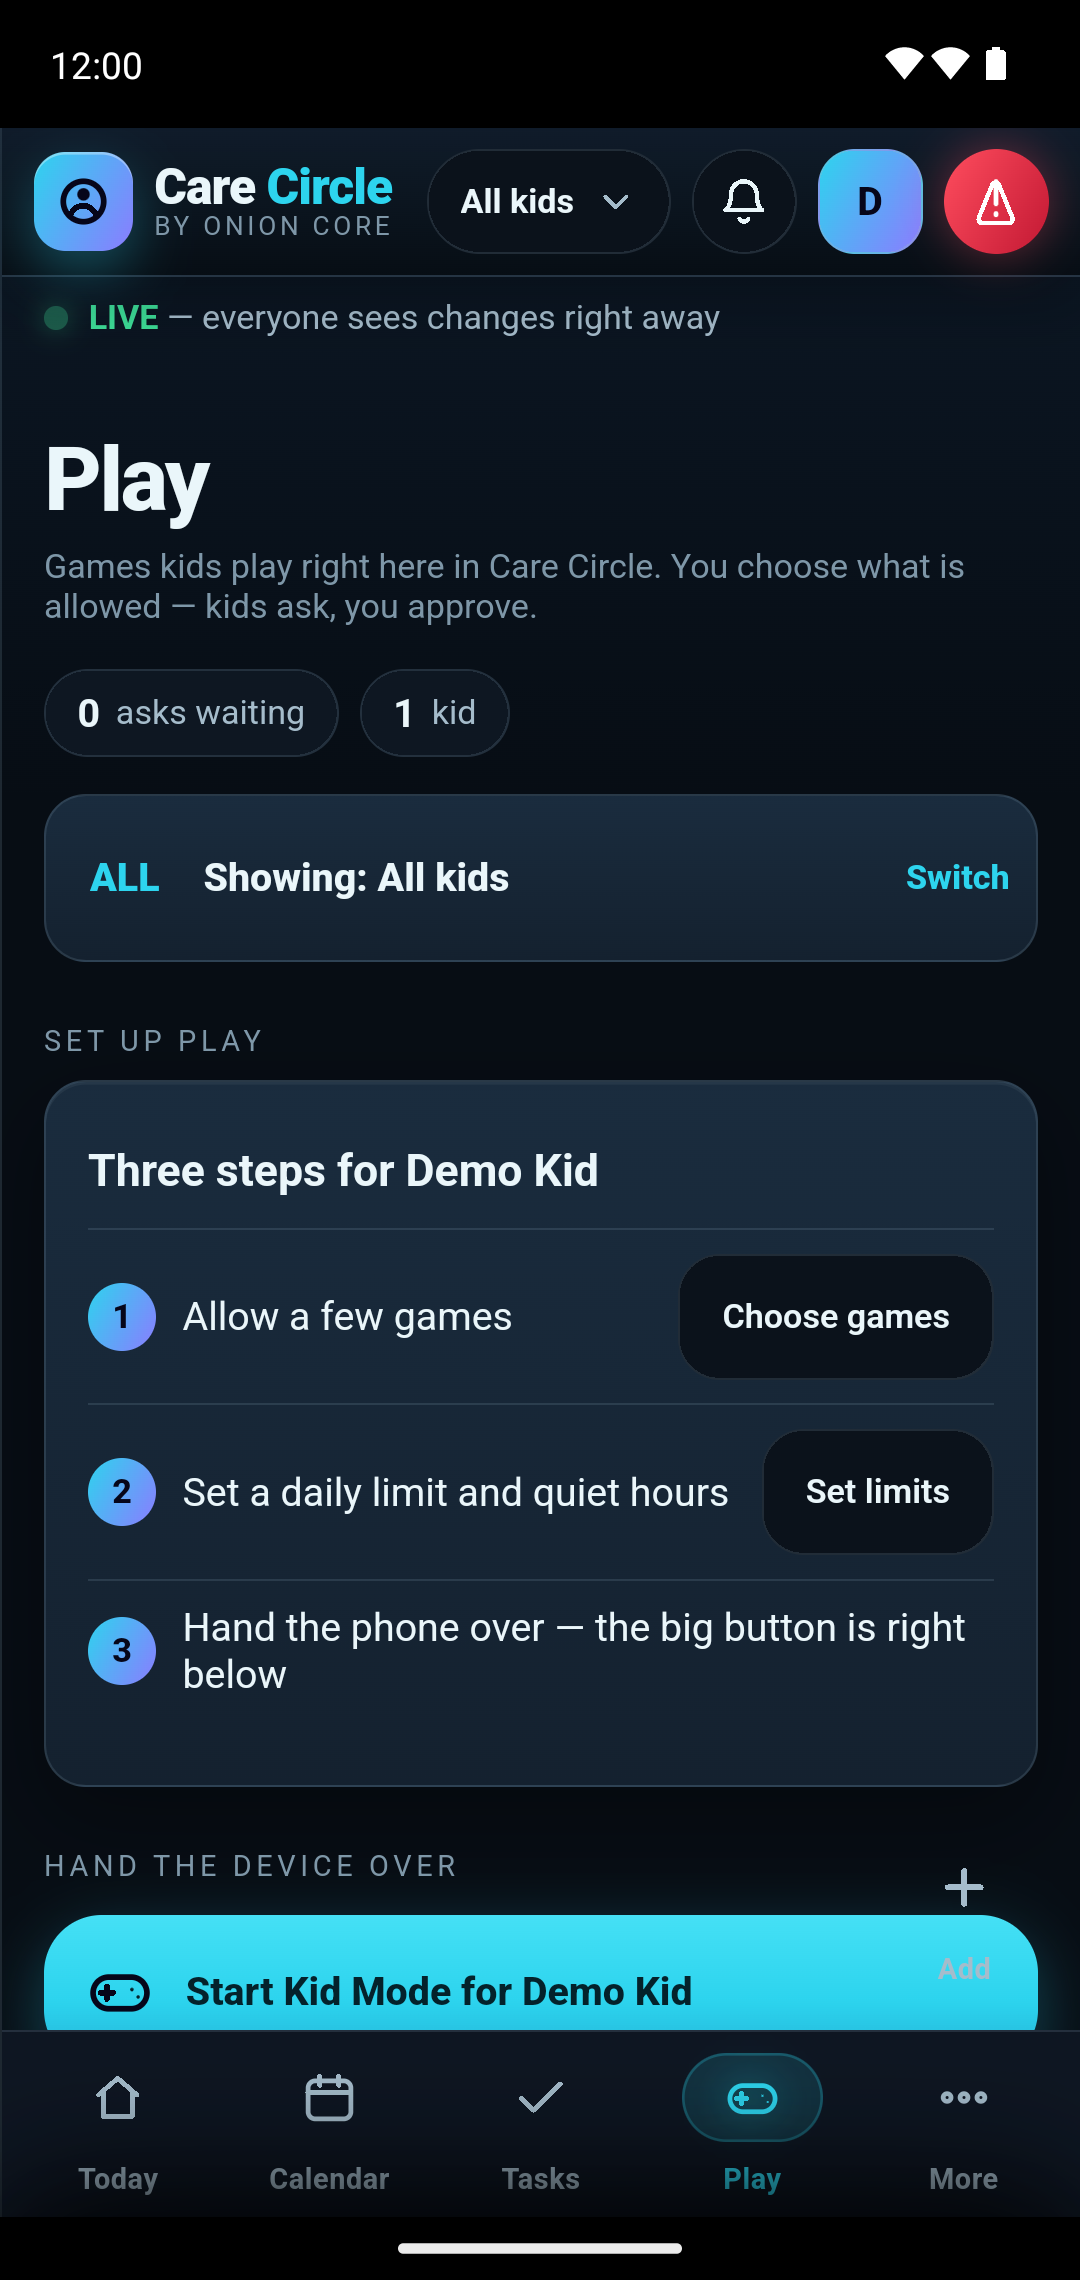 12:00
Care Circle
BY ONION CORE
All kids
D
LIVE — everyone sees changes right away
Play
Games kids play right here in Care Circle. You choose what is
allowed — kids ask, you approve.
0 asks waiting
1 kid
ALL Showing: All kids
Switch
SET UP PLAY
Three steps for Demo Kid
1 Allow a few games
Choose games
2 Set a daily limit and quiet hours
Set limits
3 Hand the phone over — the big button is right
below
HAND THE DEVICE OVER
Add
Start Kid Mode for Demo Kid
Today
Calendar
Tasks
Play
More